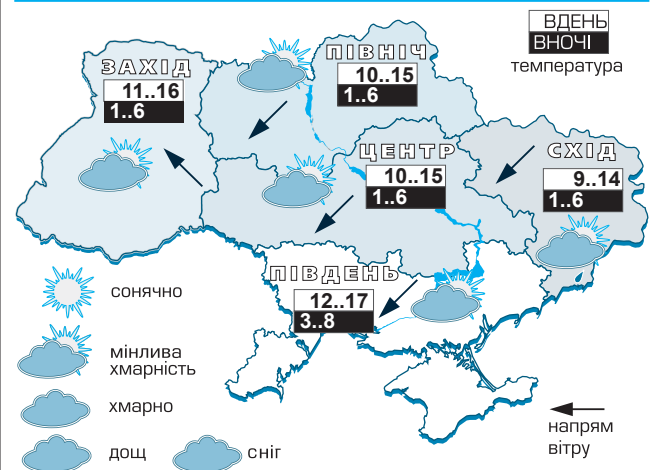 ВДЕНЬ
ВНОЧІ
температура
ПІВНІЧ
10..15
1..6
ЗАХІД
11..16
1..6
ЦЕНТР
10..15
1..6
СХІД
9..14
1..6
ПІВДЕНЬ
12..17
3..8
сонячно
мінлива
хмарність
хмарно
дощ
сніг
напрям
вітру